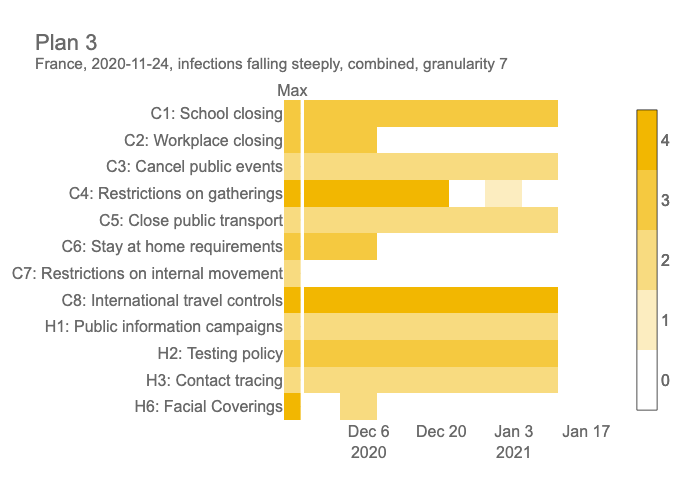 Plan 3
France, 2020-11-24, infections falling steeply, combined, granularity 7
Max
C1: School closing
C2: Workplace closing
C3: Cancel public events
C4: Restrictions on gatherings
C5: Close public transport
C6: Stay at home requirements
C7: Restrictions on internal movement
C8: International travel controls
H1: Public information campaigns
H2: Testing policy
H3: Contact tracing
H6: Facial Coverings
4
3
2
1
0
Dec 6 Dec 20 Jan 3 Jan 17
2020 2021